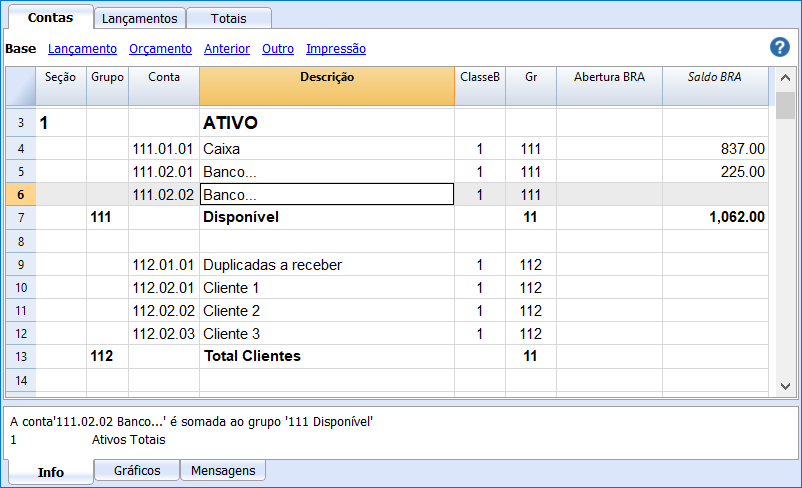 Contas Lançamentos Totais
Base Lançamento Orçamento Anterior Outro Impressão ?
Seção Grupo Conta Descrição ClasseB Gr Abertura BRA Saldo BRA
3 1 ATIVO
4 111.01.01 Caixa 1 111 837.00
5 111.02.01 Banco... 1 111 225.00
6 111.02.02 Banco... 1 111
7 111 Disponível 11 1,062.00
8
9 112.01.01 Duplicadas a receber 1 112
10 112.02.01 Cliente 1 1 112
11 112.02.02 Cliente 2 1 112
12 112.02.03 Cliente 3 1 112
13 112 Total Clientes 11
14
A conta'111.02.02 Banco...' é somada ao grupo '111 Disponível'
1 Ativos Totais
Info Gráficos Mensagens